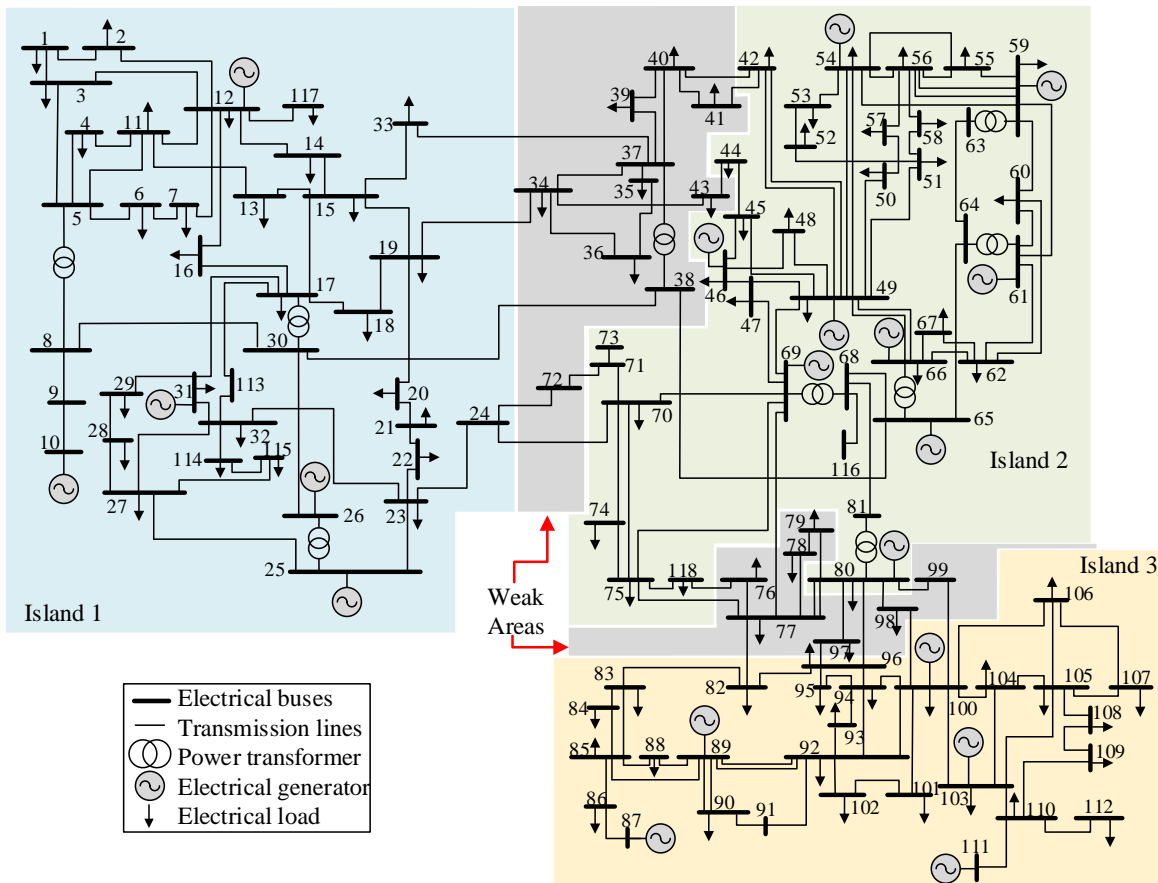 1 2 40 42 54 56 55 59
3 12 117
39 41 53
4 11 33 57 58 63
14 44 52
37 51 60
6 7 34 35 43 50
5 13 15 45 48 64
16 19 36
17 38 46 47 49 61
18
8 30 73 69 68 67
29 31 113 71 66 62
72
9 20 24 70 65
28 32 21
10 114 115 22 116 Island 2
27 26 23 81
79
74 78
25 80 99 Island 3
Island 1 Weak 75 118 76 106
Areas 77 98
97 96
83 82 95 94 100 104 105 107
Electrical buses 84 93 108
Transmission lines 85 88 89 92 109
Power transformer
Electrical generator 86 90 91 102 101 103 110 112
Electrical load 87 111